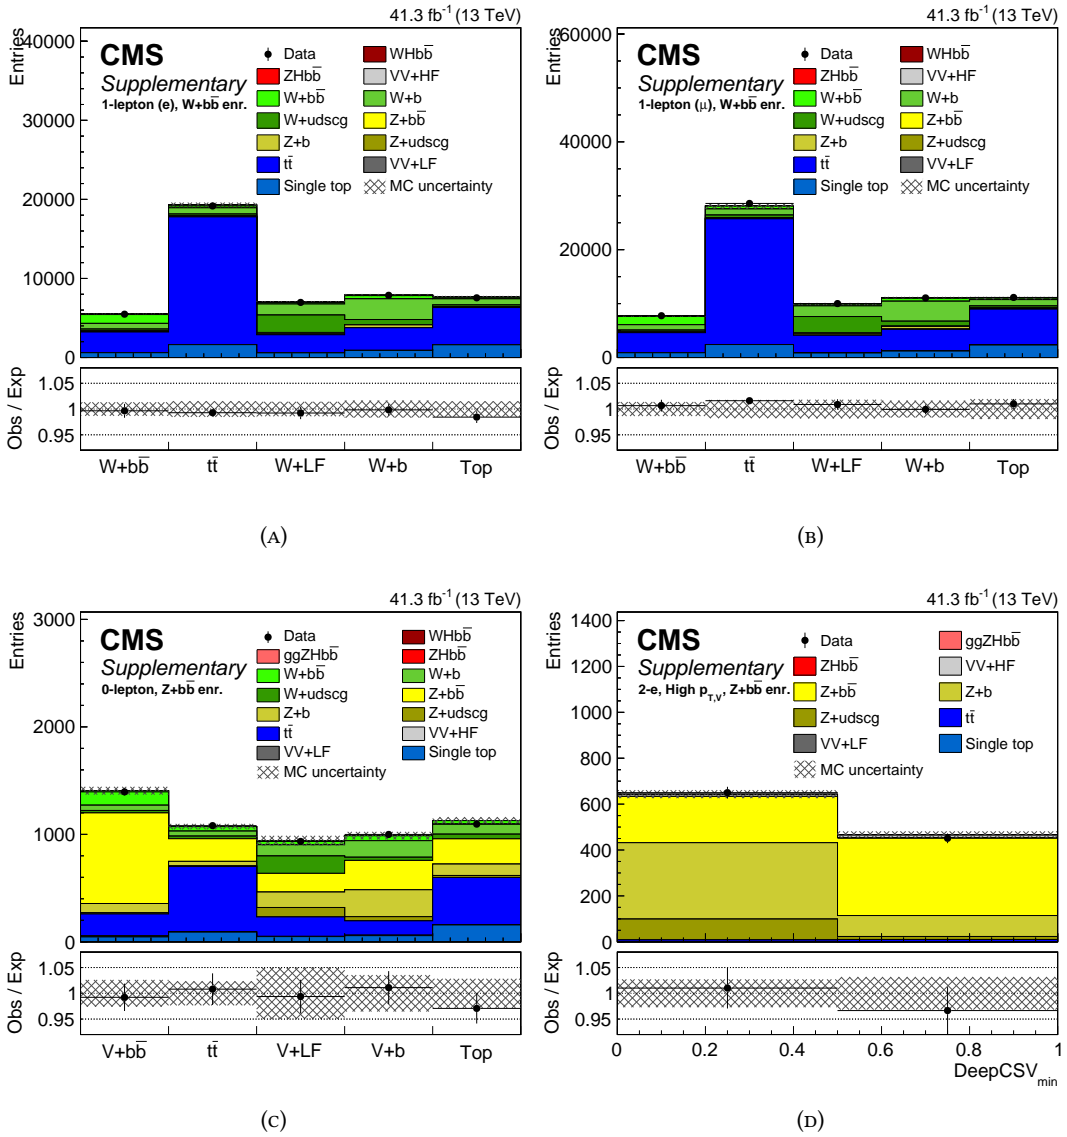 41.3 fb⁻¹ (13 TeV)
Entries
40000
30000
20000
10000
0
CMS
Supplementary
1-lepton (e), W+bb̅ enr.
Data
WHbb̅
ZHbb̅
VV+HF
W+bb̅
W+b
W+udscg
Z+bb̅
Z+b
Z+udscg
tt̅
VV+LF
Single top
MC uncertainty
Obs / Exp
1.05
1
0.95
W+bb̅
tt̅
W+LF
W+b
Top
(A)
41.3 fb⁻¹ (13 TeV)
Entries
60000
40000
20000
0
CMS
Supplementary
1-lepton (μ), W+bb̅ enr.
Data
WHbb̅
ZHbb̅
VV+HF
W+bb̅
W+b
W+udscg
Z+bb̅
Z+b
Z+udscg
tt̅
VV+LF
Single top
MC uncertainty
Obs / Exp
1.05
1
0.95
W+bb̅
tt̅
W+LF
W+b
Top
(B)
41.3 fb⁻¹ (13 TeV)
Entries
3000
2000
1000
0
CMS
Supplementary
0-lepton, Z+bb̅ enr.
Data
WHbb̅
ggZHbb̅
ZHbb̅
W+bb̅
W+b
W+udscg
Z+bb̅
Z+b
Z+udscg
tt̅
VV+HF
VV+LF
Single top
MC uncertainty
Obs / Exp
1.05
1
0.95
V+bb̅
tt̅
V+LF
V+b
Top
(C)
41.3 fb⁻¹ (13 TeV)
Entries
1400
1200
1000
800
600
400
200
0
CMS
Supplementary
2-e, High p_T,V, Z+bb̅ enr.
Data
ggZHbb̅
ZHbb̅
VV+HF
Z+bb̅
Z+b
Z+udscg
tt̅
VV+LF
Single top
MC uncertainty
Obs / Exp
1.05
1
0.95
0 0.2 0.4 0.6 0.8 1
DeepCSV_min
(D)